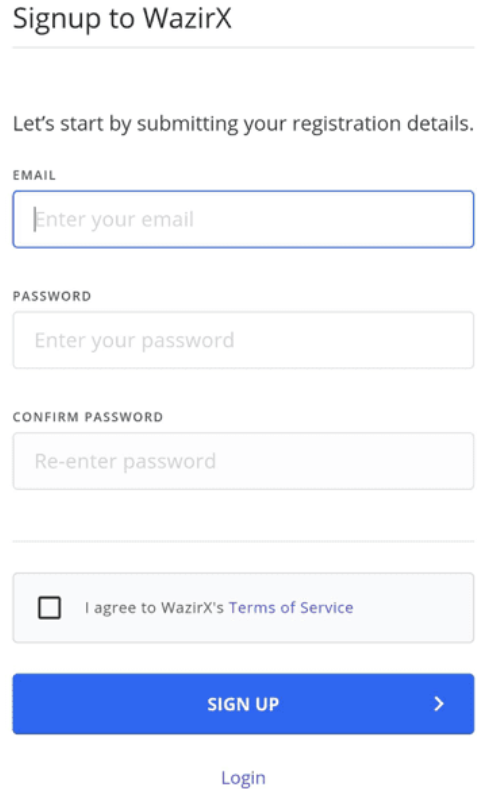 Signup to WazirX
Let’s start by submitting your registration details.
EMAIL
Enter your email
PASSWORD
Enter your password
CONFIRM PASSWORD
Re-enter password
I agree to WazirX's Terms of Service
SIGN UP
Login